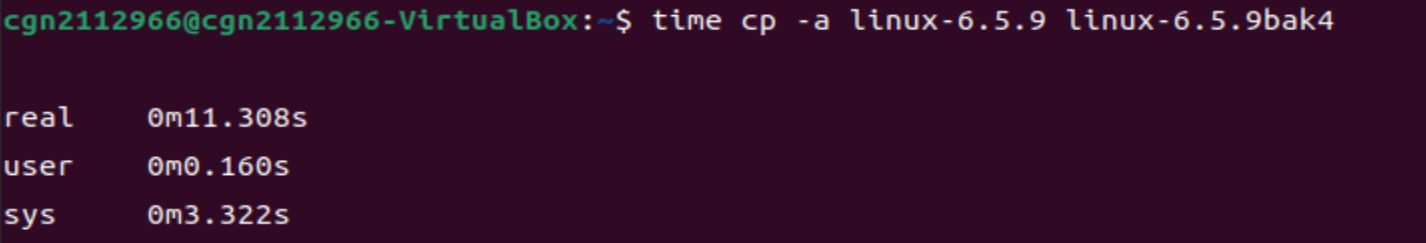 cgn2112966@cgn2112966-VirtualBox:~$ time cp -a linux-6.5.9 linux-6.5.9bak4
real 0m11.308s
user 0m0.160s
sys 0m3.322s